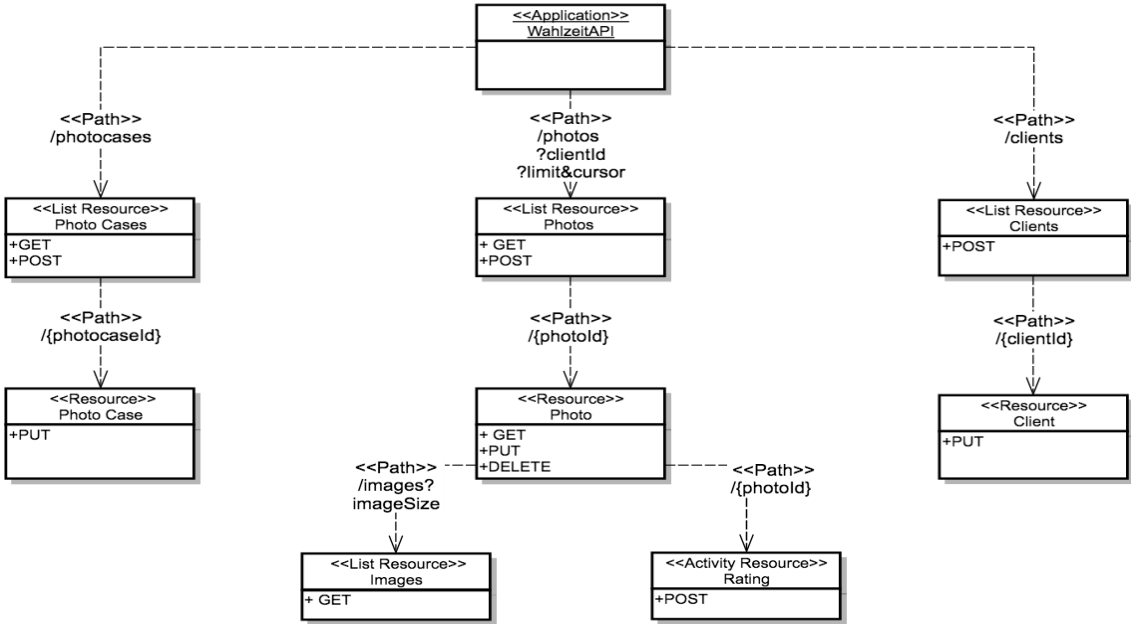 <<Application>>
WahlzeitAPI
<<Path>>
/photocases
<<Path>>
/photos
?clientId
?limit&cursor
<<Path>>
/clients
<<List Resource>>
Photo Cases
+GET
+POST
<<List Resource>>
Photos
+ GET
+POST
<<List Resource>>
Clients
+POST
<<Path>>
/{photocaseId}
<<Path>>
/{photoId}
<<Path>>
/{clientId}
<<Resource>>
Photo Case
+PUT
<<Resource>>
Photo
+ GET
+PUT
+DELETE
<<Resource>>
Client
+PUT
<<Path>>
/images?
imageSize
<<Path>>
/{photoId}
<<List Resource>>
Images
+ GET
<<Activity Resource>>
Rating
+POST